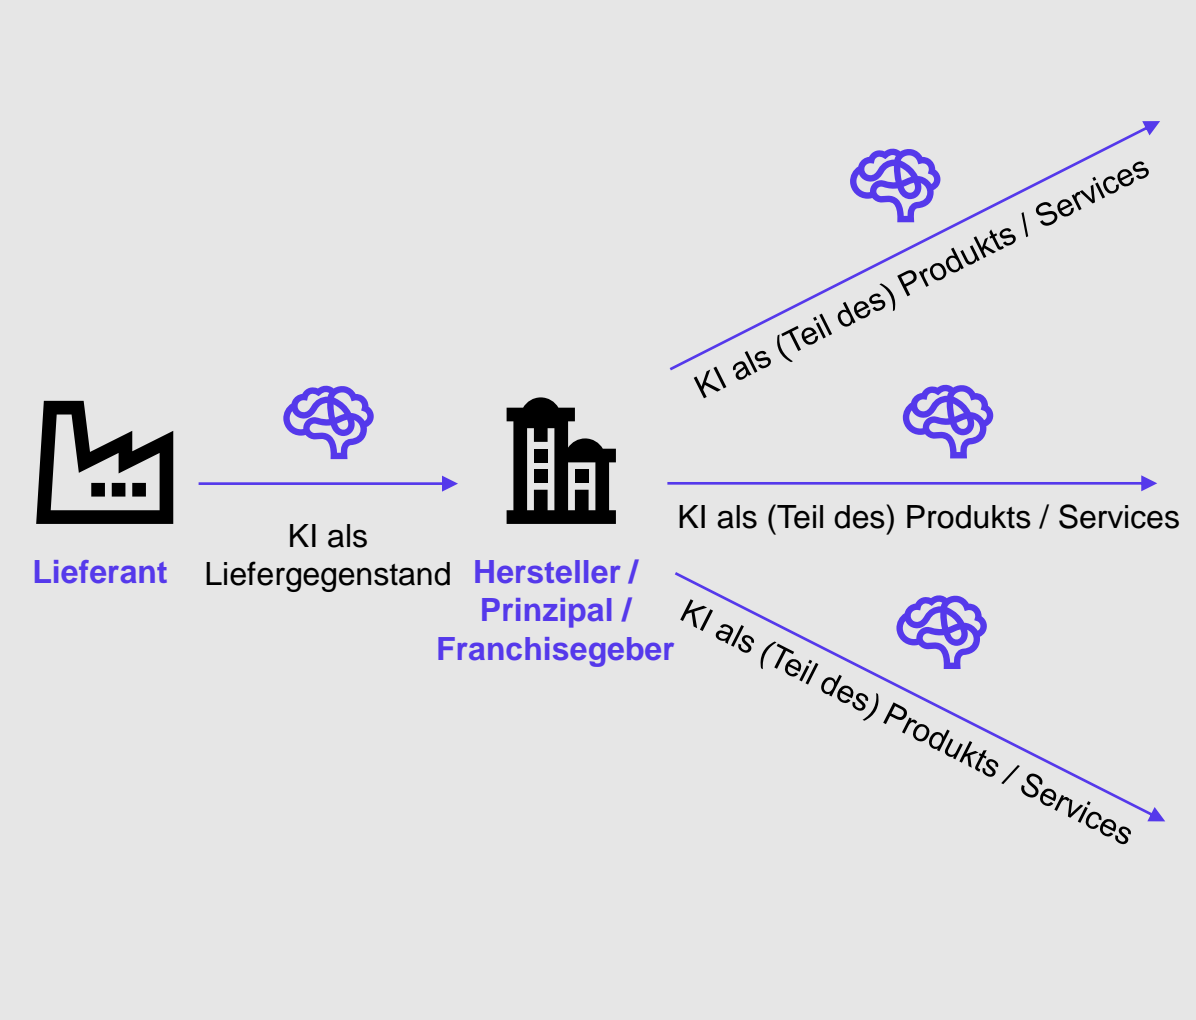 KI als (Teil des) Produkts / Services
KI als
Liefergegenstand
Lieferant
Hersteller /
Prinzipal /
Franchisegeber
KI als (Teil des) Produkts / Services
KI als (Teil des) Produkts / Services